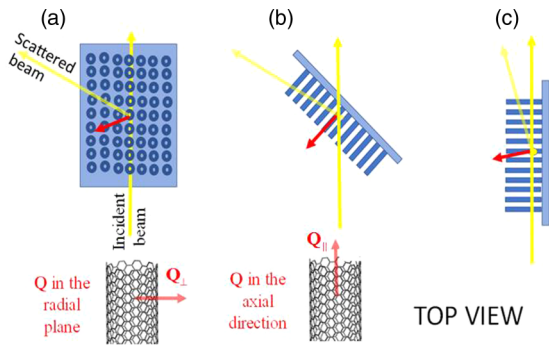 (a)
(b)
(c)
Scattered
beam
Incident
beam
Q in the
radial
plane
Q⊥
Q in the
axial
direction
Q∥
TOP VIEW